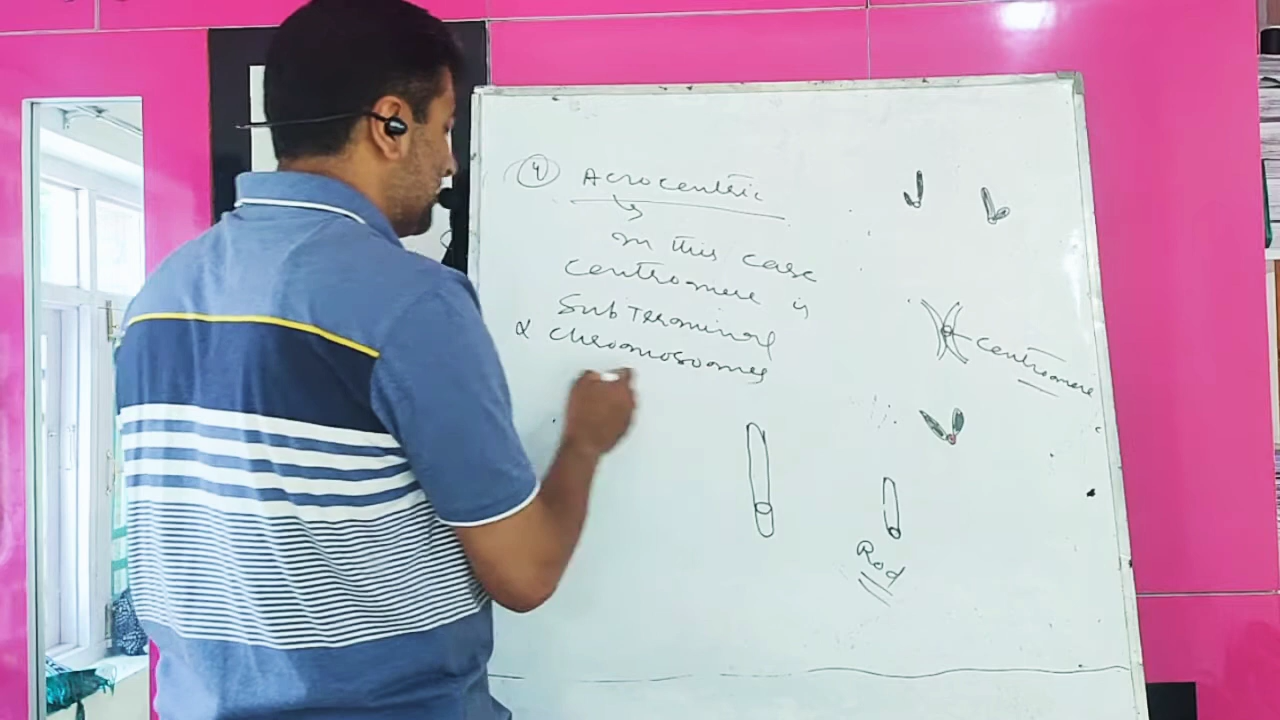 4 Acrocentric
In this case
centromere is
Sub Terminal
& chromosomes
centromere
Rod